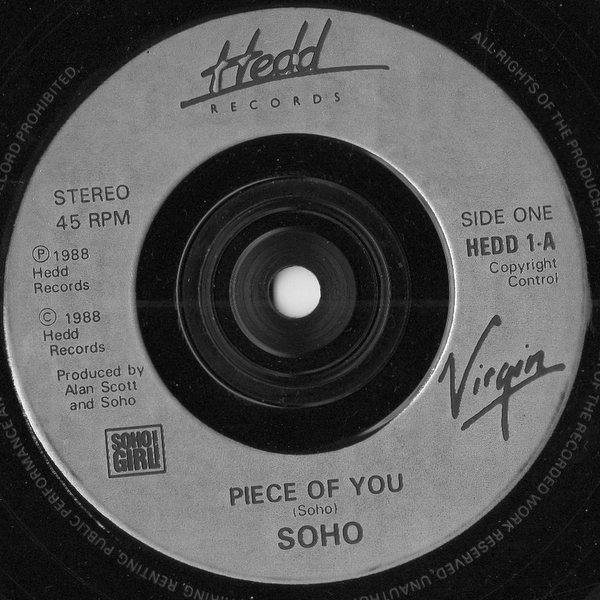 Hedd
RECORDS
STEREO
45 RPM
Ⓟ 1988
Hedd
Records
© 1988
Hedd
Records
Produced by
Alan Scott
and Soho
SOHO
GIRL!
SIDE ONE
HEDD 1-A
Copyright
Control
Virgin
PIECE OF YOU
(Soho)
SOHO
ALL RIGHTS OF THE PRODUCER
OF THE RECORDED WORK RESERVED. UNAU
RING, RENTING, PUBLIC PERFORMANCE A
RECORD PROHIBITED.